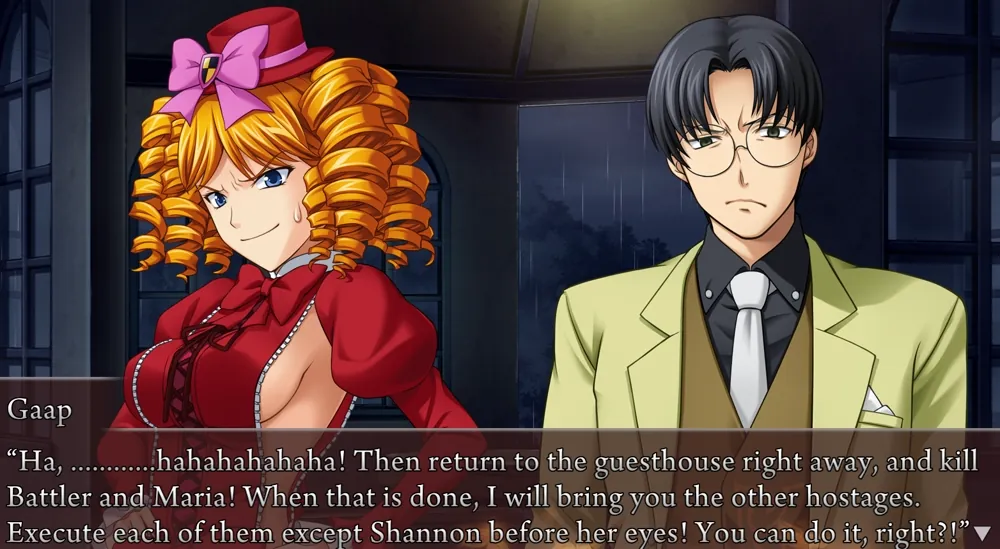 Gaap
“Ha, ............hahahahahaha! Then return to the guesthouse right away, and kill
Battler and Maria! When that is done, I will bring you the other hostages.
Execute each of them except Shannon before her eyes! You can do it, right?!”